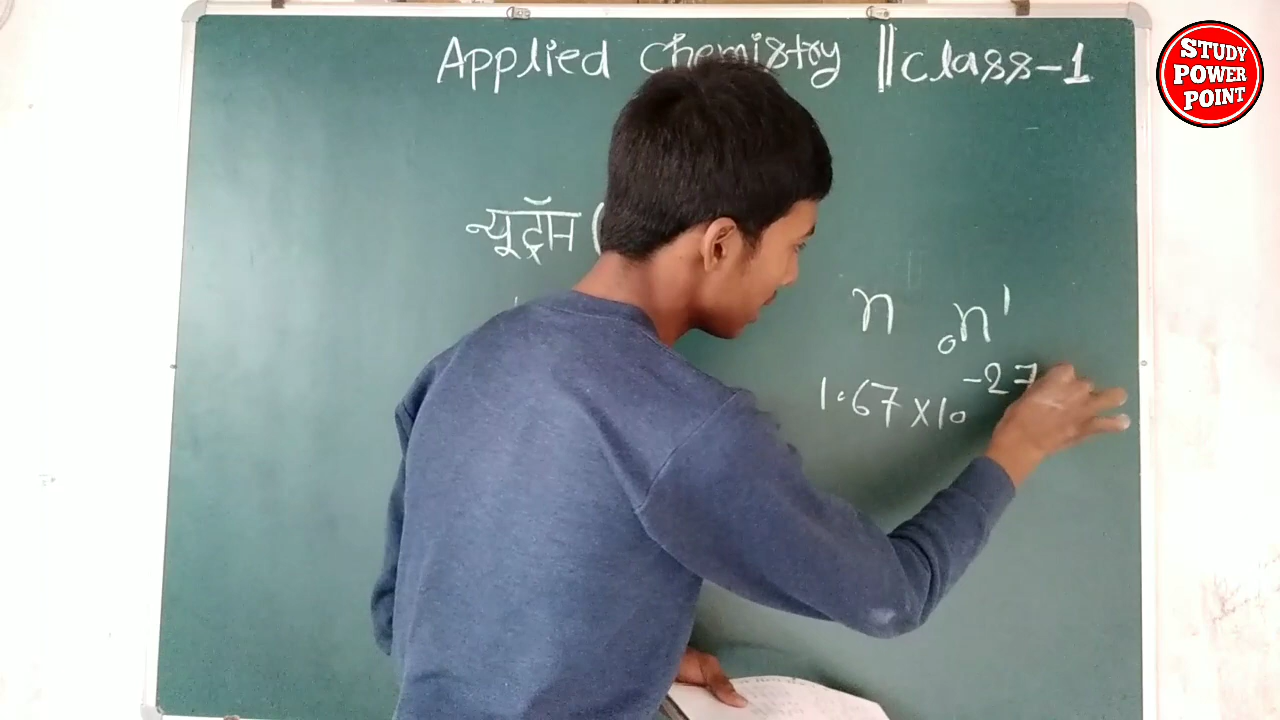 Applied Chemistry || class-1
STUDY
POWER
POINT
न्यूट्रॉन (
n ₀n¹
1.67 x 10⁻²⁷